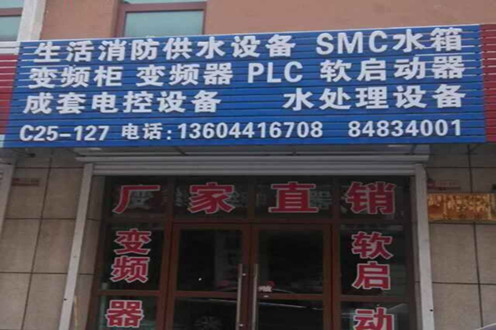 生活消防供水设备 SMC水箱
变频柜 变频器 PLC 软启动器
成套电控设备 水处理设备
C25-127 电话:13604416708 84834001
厂家直销
变频器
软启动